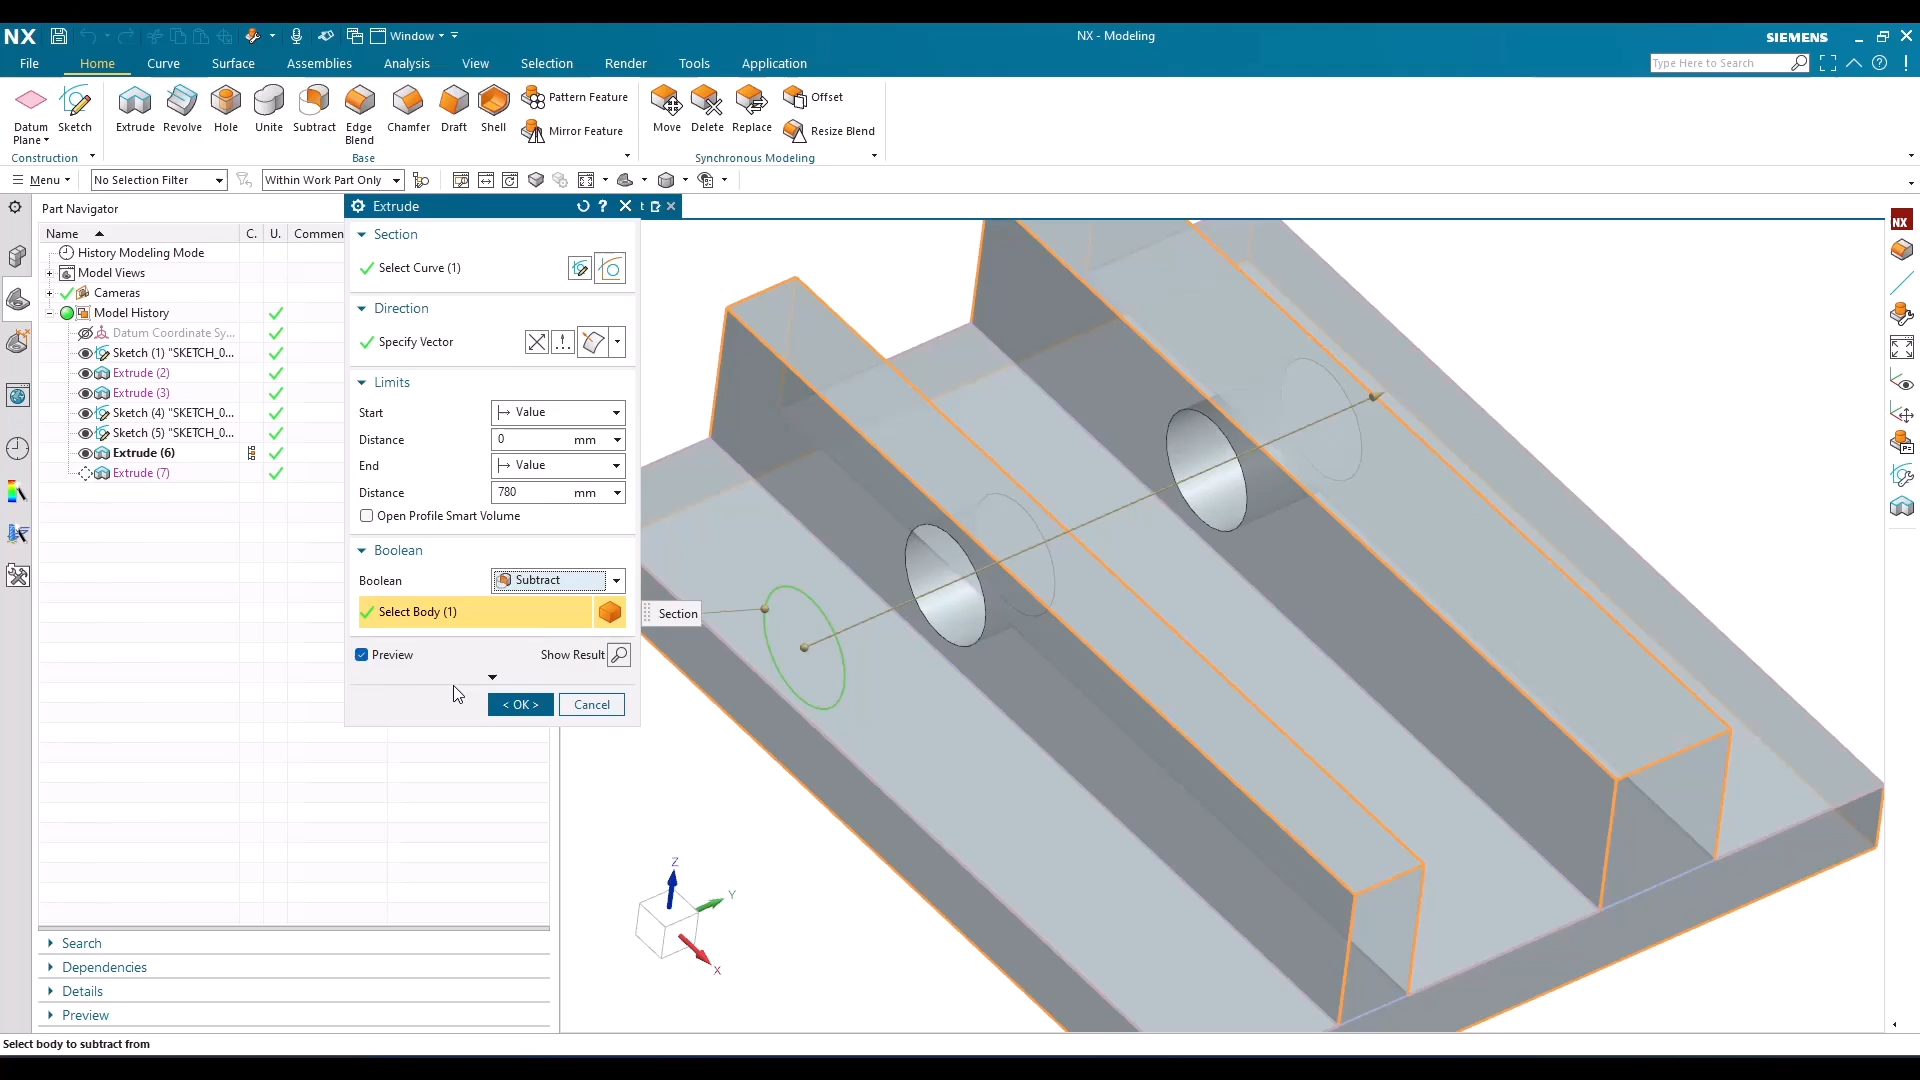 NX
Window
NX - Modeling
SIEMENS
File
Home
Curve
Surface
Assemblies
Analysis
View
Selection
Render
Tools
Application
Type Here to Search
Datum Plane
Sketch
Extrude
Revolve
Hole
Unite
Subtract
Edge Blend
Chamfer
Draft
Shell
Pattern Feature
Mirror Feature
Move
Delete
Replace
Offset
Resize Blend
Construction
Base
Synchronous Modeling
Menu
No Selection Filter
Within Work Part Only
Part Navigator
Name
C.
U.
Commen
History Modeling Mode
Model Views
Cameras
Model History
Datum Coordinate Sy...
Sketch (1) "SKETCH_0...
Extrude (2)
Extrude (3)
Sketch (4) "SKETCH_0...
Sketch (5) "SKETCH_0...
Extrude (6)
Extrude (7)
Search
Dependencies
Details
Preview
Extrude
?
t
Section
Select Curve (1)
Direction
Specify Vector
Limits
Start
Value
Distance
0 mm
End
Value
Distance
780 mm
Open Profile Smart Volume
Boolean
Boolean
Subtract
Select Body (1)
Preview
Show Result
< OK >
Cancel
Section
Z
Y
X
NX
Select body to subtract from